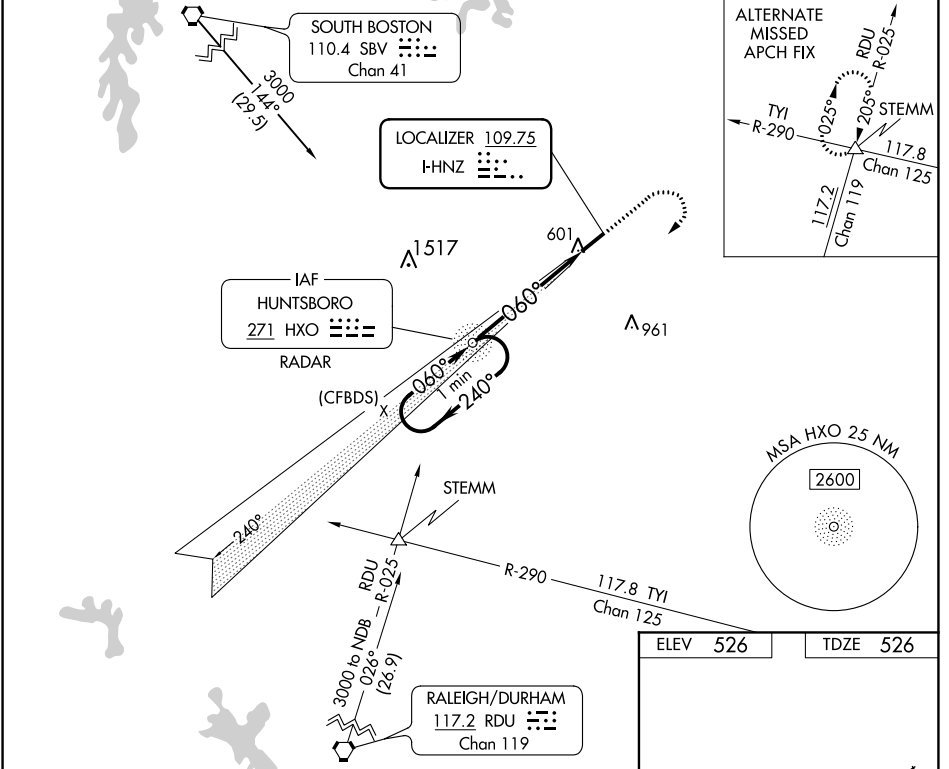 SOUTH BOSTON
110.4 SBV
Chan 41
3000
144°
(29.5)
ALTERNATE
MISSED
APCH FIX
RDU
R-025
025°
205°
STEMM
TYI
R-290
117.8
Chan 125
117.2
Chan 119
LOCALIZER 109.75
I-HNZ
601
1517
961
IAF
HUNTSBORO
271 HXO
RADAR
060°
060°
1 min
240°
(CFBDS)
X
240°
STEMM
R-290
117.8 TYI
Chan 125
RDU
3000 to NDB – R-025
026°
(26.9)
RALEIGH/DURHAM
117.2 RDU
Chan 119
MSA HXO 25 NM
2600
ELEV 526
TDZE 526